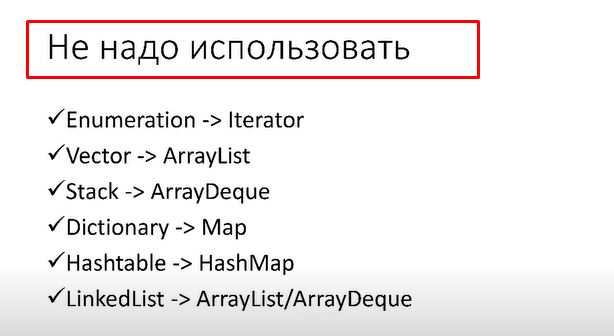 Не надо использовать
✓Enumeration -> Iterator
✓Vector -> ArrayList
✓Stack -> ArrayDeque
✓Dictionary -> Map
✓Hashtable -> HashMap
✓LinkedList -> ArrayList/ArrayDeque